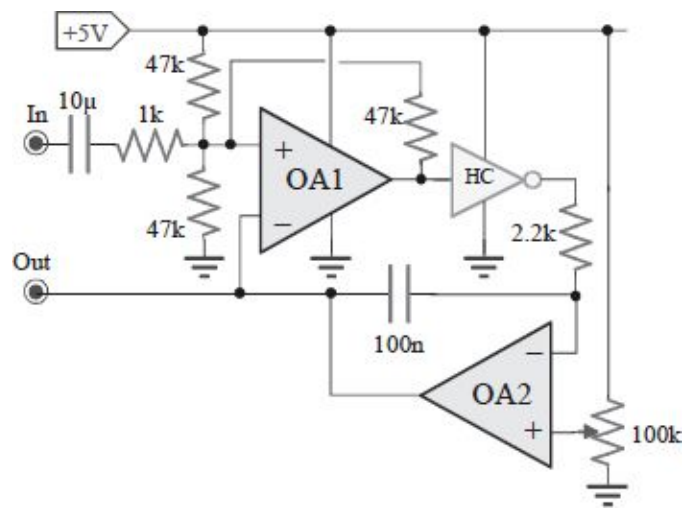 +5V
47k
10µ
In
1k
47k
+
OA1
HC
−
47k
2.2k
Out
100n
−
OA2
+
100k